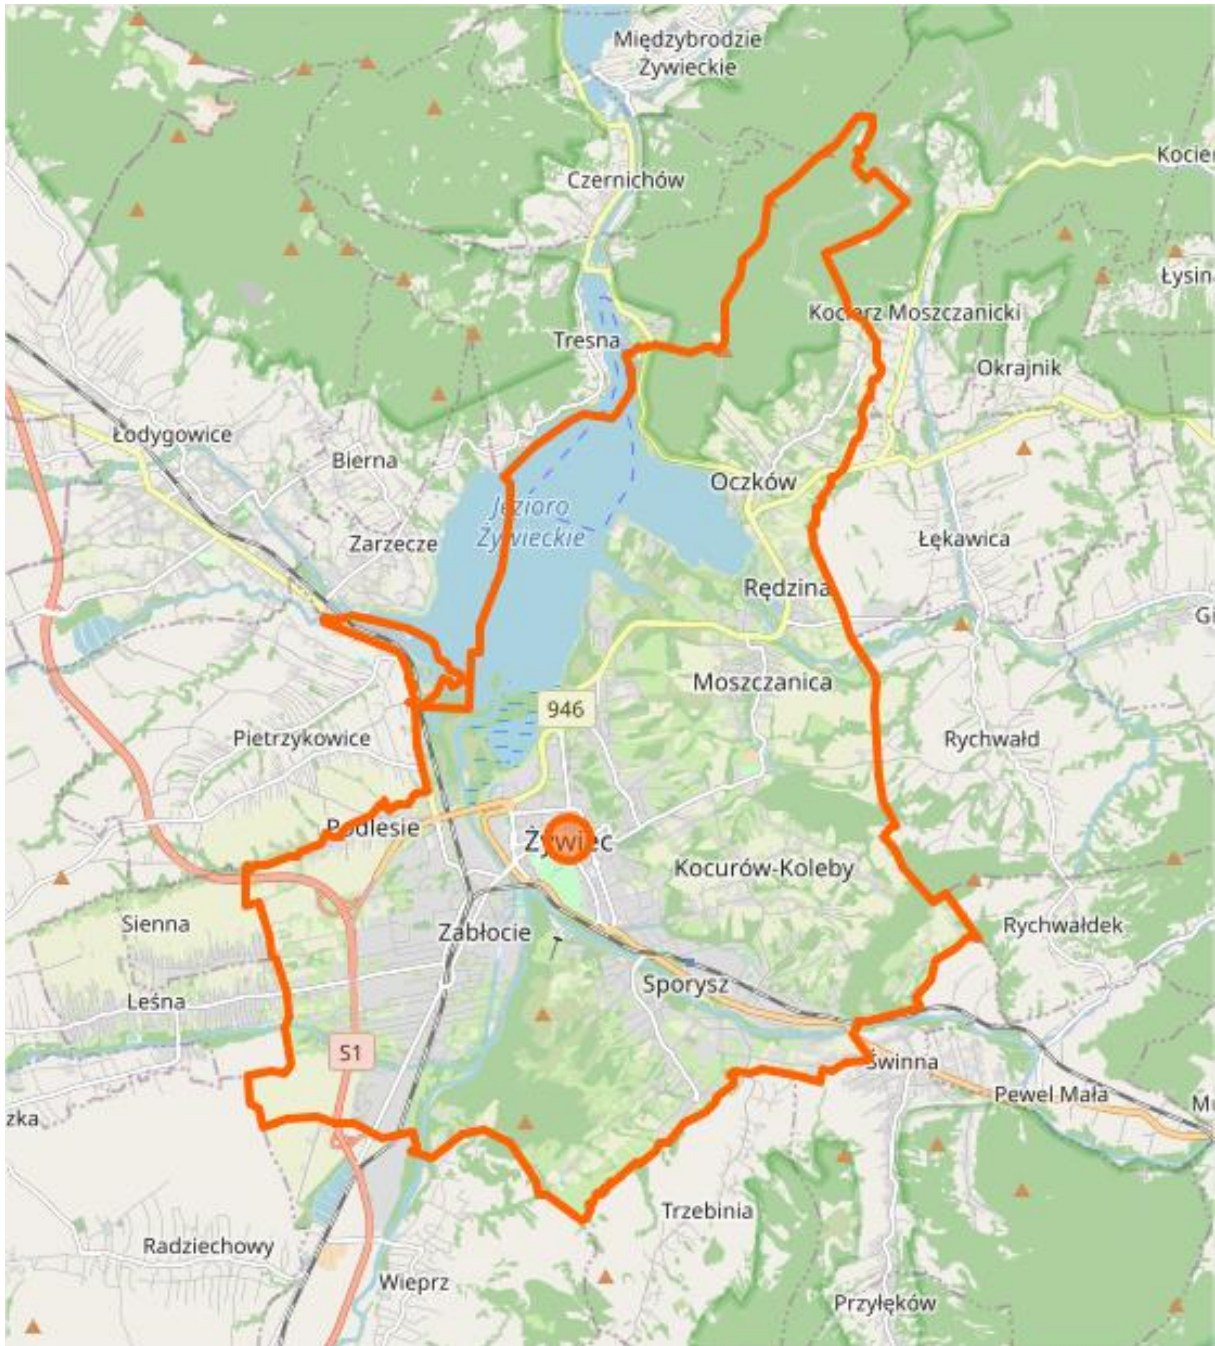 Międzybrodzie
Żywieckie
Kocier
Czernichów
Łysin
Kocierz Moszczanicki
Tresna
Okrajnik
Łodygowice
Bierna
Oczków
Jezioro
Żywieckie
Zarzecze
Łękawica
Rędzina
Gi
Moszczanica
946
Pietrzykowice
Rychwałd
Podlesie
Żywiec
Kocurów-Koleby
Sienna
Zabłocie
Rychwałdek
Leśna
Sporysz
S1
Świnna
Pewel Mała
zka
Mu
Trzebinia
Radziechowy
Wieprz
Przyłęków